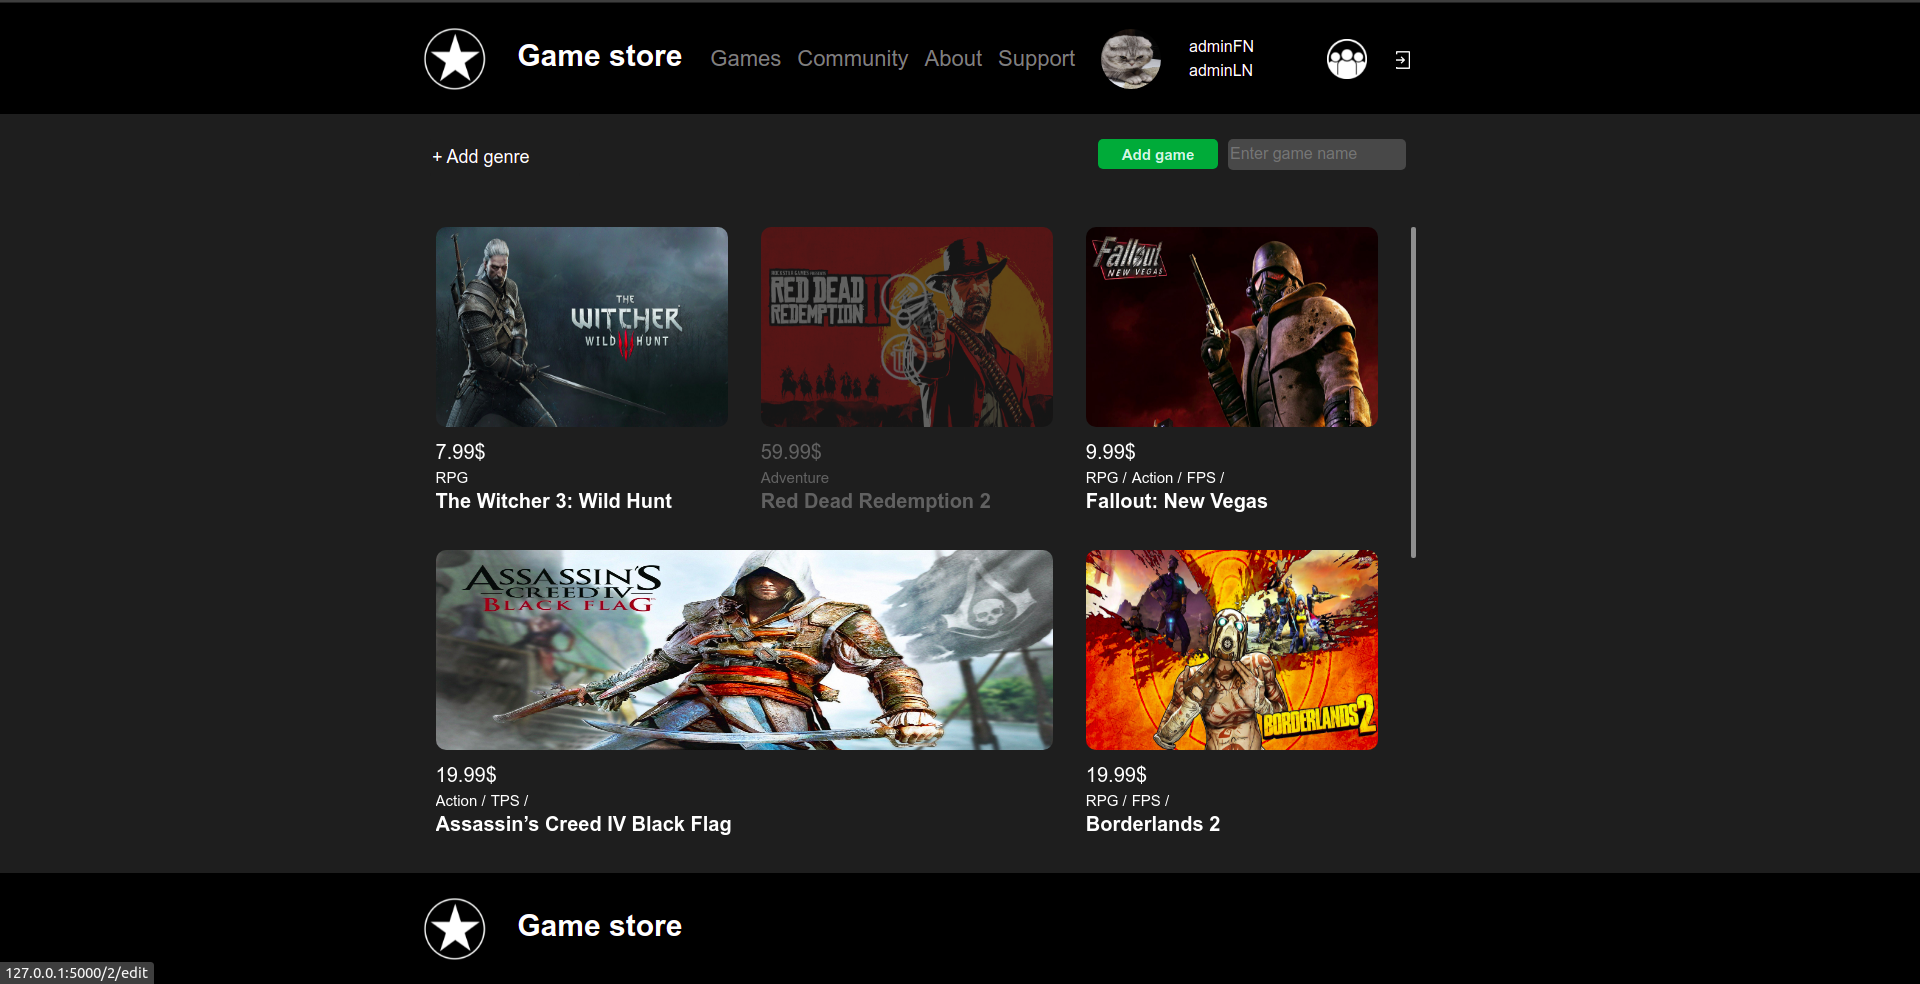 Game store
Games Community About Support
adminFN
adminLN
+ Add genre
Add game
Enter game name
THE
WITCHER
WILD HUNT
ROCKSTAR GAMES PRESENTS
RED DEAD
REDEMPTION II
Fallout
NEW VEGAS
7.99$
RPG
The Witcher 3: Wild Hunt
59.99$
Adventure
Red Dead Redemption 2
9.99$
RPG / Action / FPS /
Fallout: New Vegas
ASSASSIN'S
CREED IV
BLACK FLAG
BORDERLANDS 2
19.99$
Action / TPS /
Assassin’s Creed IV Black Flag
19.99$
RPG / FPS /
Borderlands 2
Game store
127.0.0.1:5000/2/edit